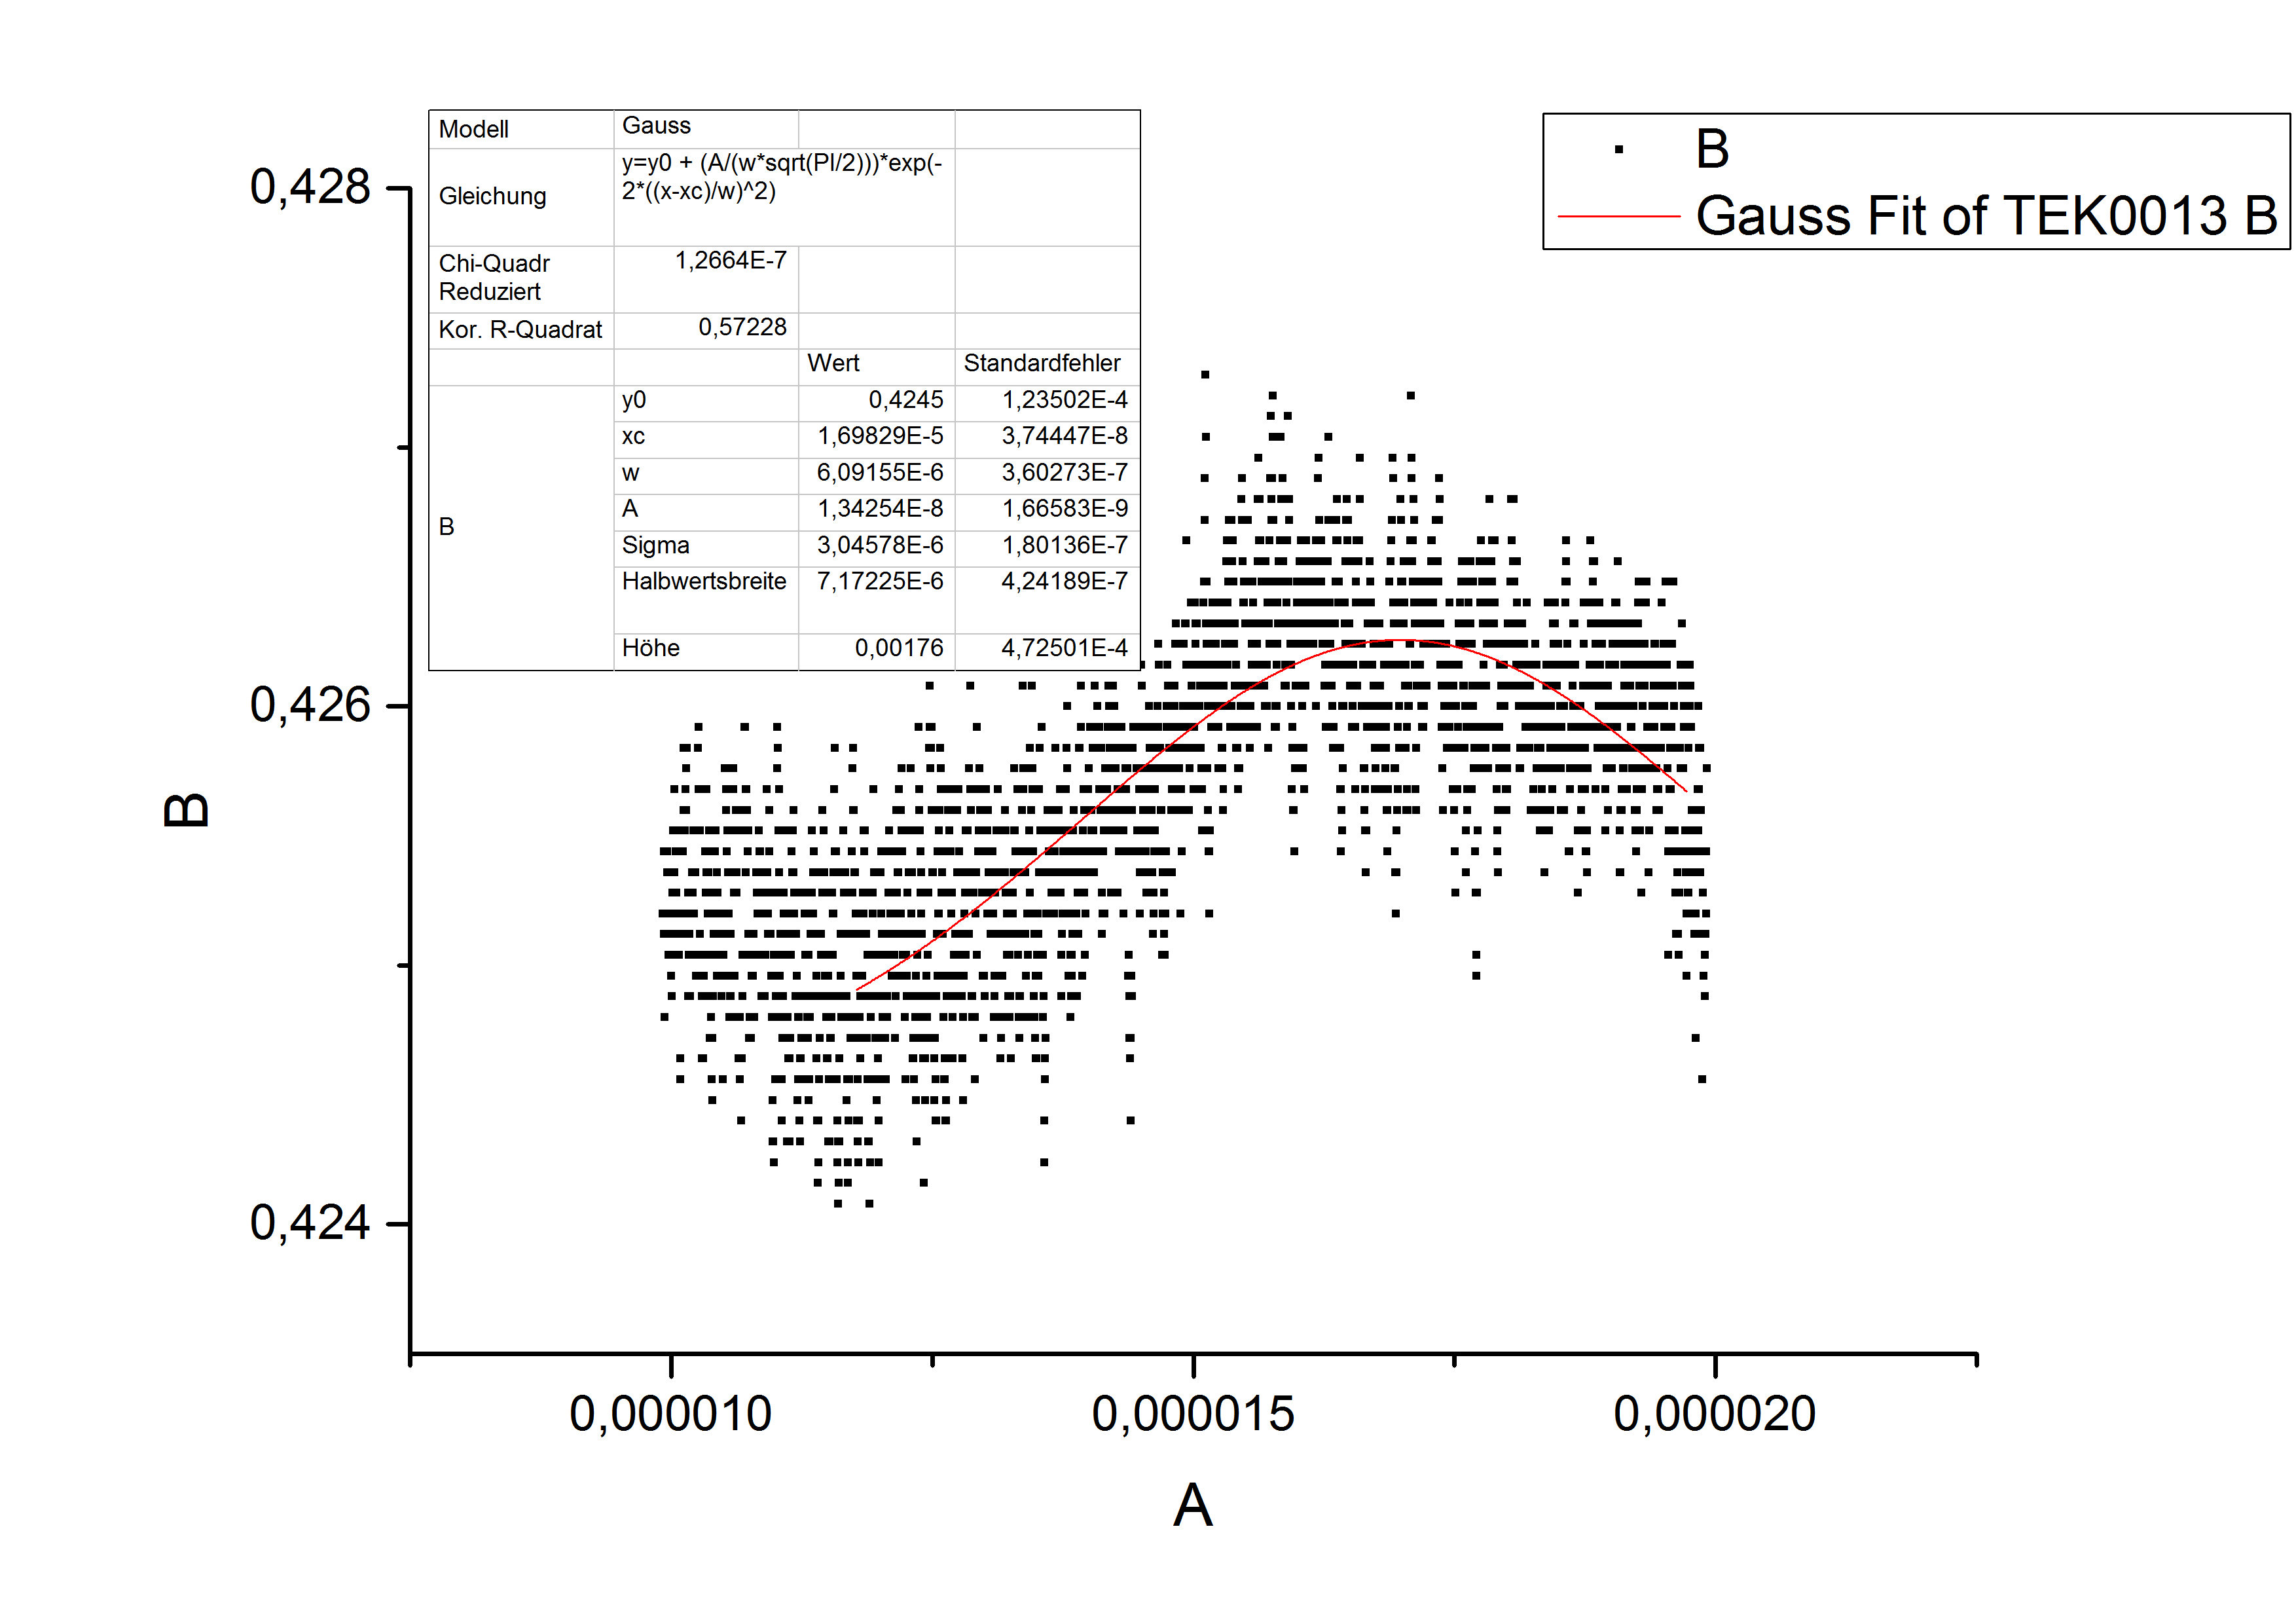 Modell Gauss
Gleichung y=y0 + (A/(w*sqrt(PI/2)))*exp(-
2*((x-xc)/w)^2)
Chi-Quadr
Reduziert 1,2664E-7
Kor. R-Quadrat 0,57228
Wert Standardfehler
B
y0 0,4245 1,23502E-4
xc 1,69829E-5 3,74447E-8
w 6,09155E-6 3,60273E-7
A 1,34254E-8 1,66583E-9
Sigma 3,04578E-6 1,80136E-7
Halbwertsbreite 7,17225E-6 4,24189E-7
Höhe 0,00176 4,72501E-4
B
Gauss Fit of TEK0013 B
0,428
0,426
0,424
B
0,000010 0,000015 0,000020
A